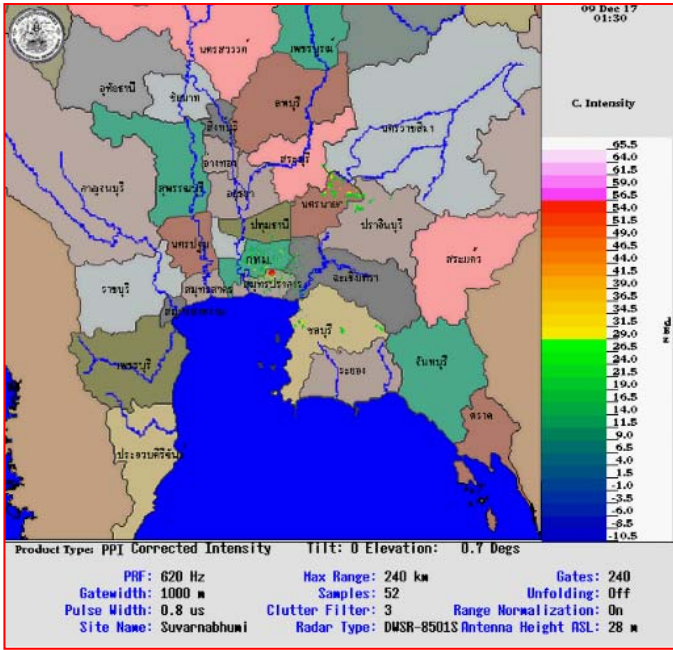 09 Dec 17
01:30
C. Intensity
นครสวรรค์
เพชรบูรณ์
อุทัยธานี
ชัยนาท
ลพบุรี
สิงห์บุรี
นครราชสีมา
อ่างทอง
สระบุรี
กาญจนบุรี
สุพรรณบุรี
อยุธยา
นครนายก
ปราจีนบุรี
ปทุมธานี
นครปฐม
กทม.
สระแก้ว
ราชบุรี
สมุทรสาคร
สมุทรปราการ
ฉะเชิงเทรา
ชลบุรี
เพชรบุรี
ระยอง
จันทบุรี
ตราด
ประจวบคีรีขันธ์
65.5
64.0
61.5
59.0
56.5
54.0
51.5
49.0
46.5
44.0
41.5
39.0
36.5
34.0
31.5
29.0
26.5
24.0
21.5
19.0
16.5
14.0
11.5
9.0
6.5
4.0
1.5
-1.0
-3.5
-6.0
-8.5
-10.5
Product Type: PPI Corrected Intensity Tilt: 0 Elevation: 0.7 Degs
PRF: 620 Hz Max Range: 240 km Gates: 240
Gatewidth: 1000 m Samples: 52 Unfolding: Off
Pulse Width: 0.8 us Clutter Filter: 3 Range Normalization: On
Site Name: Suvarnabhumi Radar Type: DWSR-8501S Antenna Height ASL: 28 m